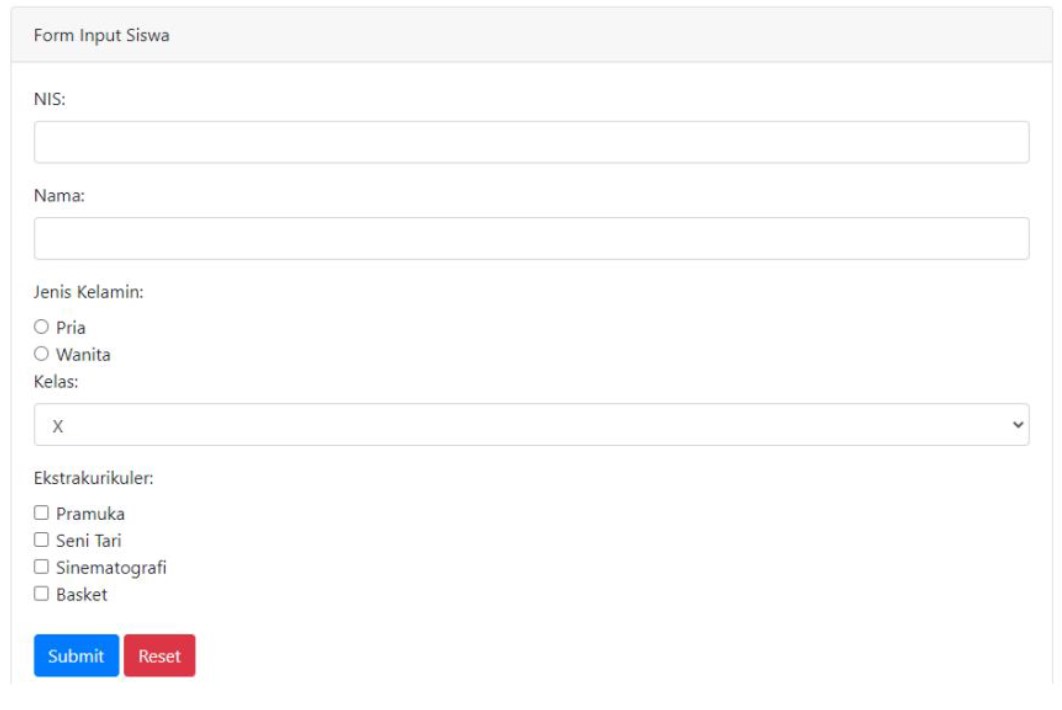 Form Input Siswa
NIS:
Nama:
Jenis Kelamin:
Pria
Wanita
Kelas:
X
Ekstrakurikuler:
Pramuka
Seni Tari
Sinematografi
Basket
Submit Reset